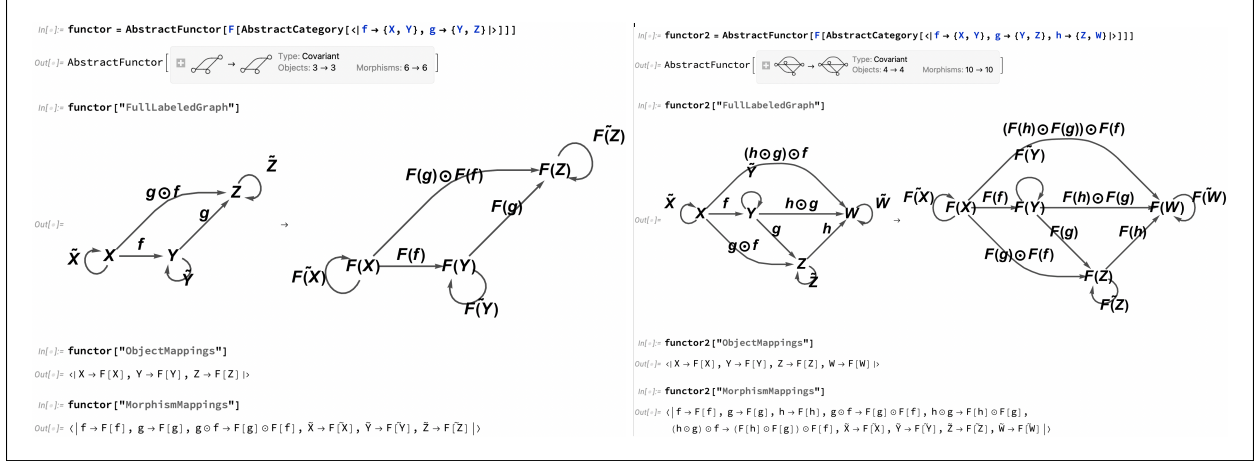 In[◦]:= functor = AbstractFunctor[F[AbstractCategory[<|f → {X, Y}, g → {Y, Z}|>]]]
Out[◦]= AbstractFunctor[ Type: Covariant
Objects: 3 → 3 Morphisms: 6 → 6 ]
In[◦]:= functor["FullLabeledGraph"]
Z̃
g⊙f
Z
g
f
X̃ X Y
Ỹ
Out[◦]=
→
F(Z̃)
F(g)⊙F(f)
F(Z)
F(g)
F(f)
F(X̃) F(X) F(Y)
F(Ỹ)
In[◦]:= functor["ObjectMappings"]
Out[◦]= <|X → F[X], Y → F[Y], Z → F[Z]|>
In[◦]:= functor["MorphismMappings"]
Out[◦]= <|f → F[f], g → F[g], g⊙f → F[g]⊙F[f], X̃ → F[X̃], Ỹ → F[Ỹ], Z̃ → F[Z̃]|>
In[◦]:= functor2 = AbstractFunctor[F[AbstractCategory[<|f → {X, Y}, g → {Y, Z}, h → {Z, W}|>]]]
Out[◦]= AbstractFunctor[ Type: Covariant
Objects: 4 → 4 Morphisms: 10 → 10 ]
In[◦]:= functor2["FullLabeledGraph"]
(h⊙g)⊙f
Ỹ
X̃ X f Y h⊙g W W̃
g h
g⊙f
Z
Z̃
Out[◦]=
→
(F(h)⊙F(g))⊙F(f)
F(Ỹ)
F(X̃) F(X) F(f) F(Y) F(h)⊙F(g) F(W) F(W̃)
F(g) F(h)
F(g)⊙F(f)
F(Z)
F(Z̃)
In[◦]:= functor2["ObjectMappings"]
Out[◦]= <|X → F[X], Y → F[Y], Z → F[Z], W → F[W]|>
In[◦]:= functor2["MorphismMappings"]
Out[◦]= <|f → F[f], g → F[g], h → F[h], g⊙f → F[g]⊙F[f], h⊙g → F[h]⊙F[g],
(h⊙g)⊙f → (F[h]⊙F[g])⊙F[f], X̃ → F[X̃], Ỹ → F[Ỹ], Z̃ → F[Z̃], W̃ → F[W̃]|>